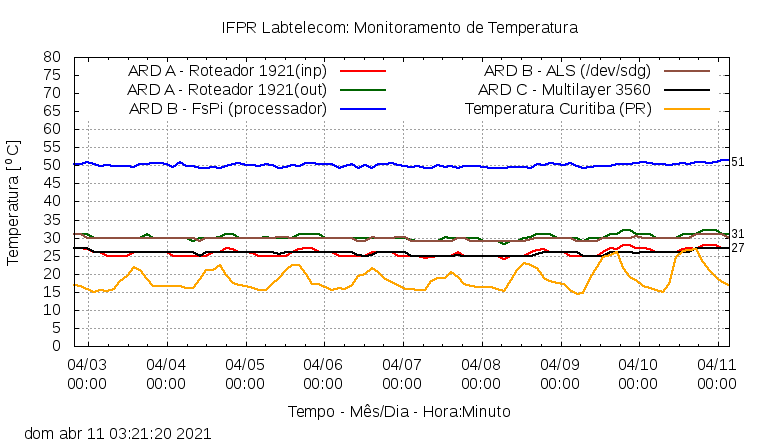 IFPR Labtelecom: Monitoramento de Temperatura
Temperatura [°C]
80
75
70
65
60
55
50
45
40
35
30
25
20
15
10
5
0
ARD A - Roteador 1921(inp)
ARD A - Roteador 1921(out)
ARD B - FsPi (processador)
ARD B - ALS (/dev/sdg)
ARD C - Multilayer 3560
Temperatura Curitiba (PR)
51
31
27
04/03 04/04 04/05 04/06 04/07 04/08 04/09 04/10 04/11
00:00 00:00 00:00 00:00 00:00 00:00 00:00 00:00 00:00
Tempo - Mês/Dia - Hora:Minuto
dom abr 11 03:21:20 2021